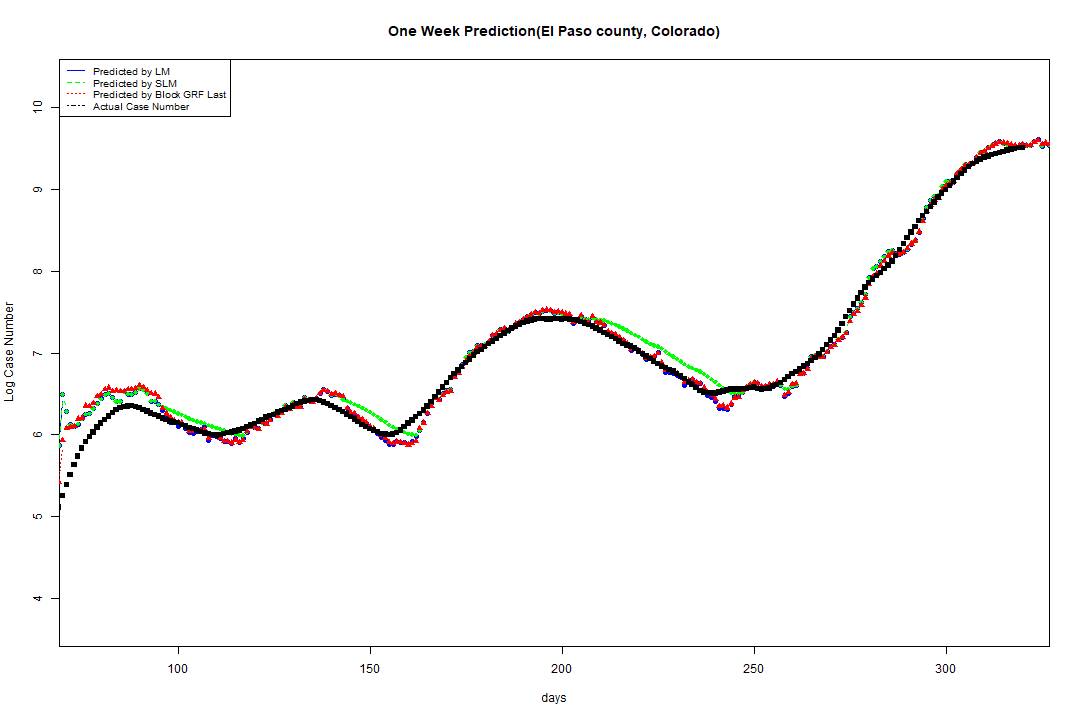 One Week Prediction(El Paso county, Colorado)
Predicted by LM
Predicted by SLM
Predicted by Block GRF Last
Actual Case Number
Log Case Number
10
9
8
7
6
5
4
100 150 200 250 300
days